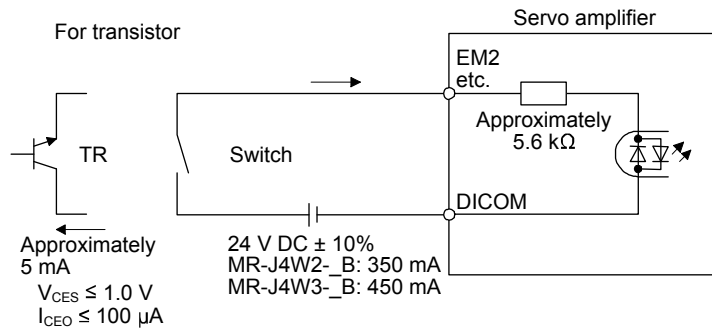 Servo amplifier
For transistor
EM2
etc.
Approximately
5.6 kΩ
TR
Switch
DICOM
Approximately
5 mA
24 V DC ± 10%
MR-J4W2-_B: 350 mA
MR-J4W3-_B: 450 mA
VCES ≤ 1.0 V
ICEO ≤ 100 μA